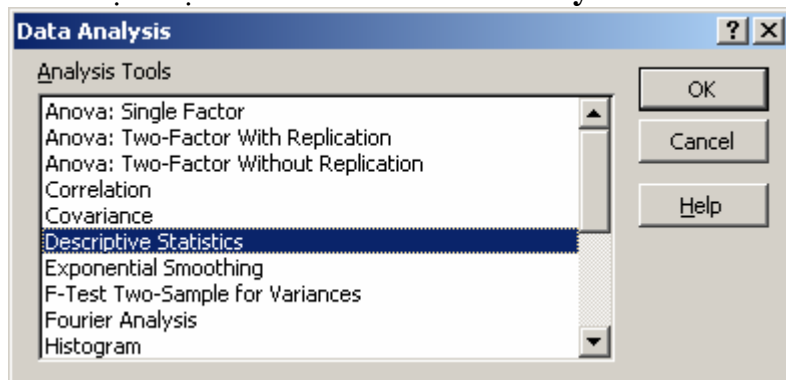 Data Analysis
Analysis Tools
Anova: Single Factor
Anova: Two-Factor With Replication
Anova: Two-Factor Without Replication
Correlation
Covariance
Descriptive Statistics
Exponential Smoothing
F-Test Two-Sample for Variances
Fourier Analysis
Histogram
OK
Cancel
Help